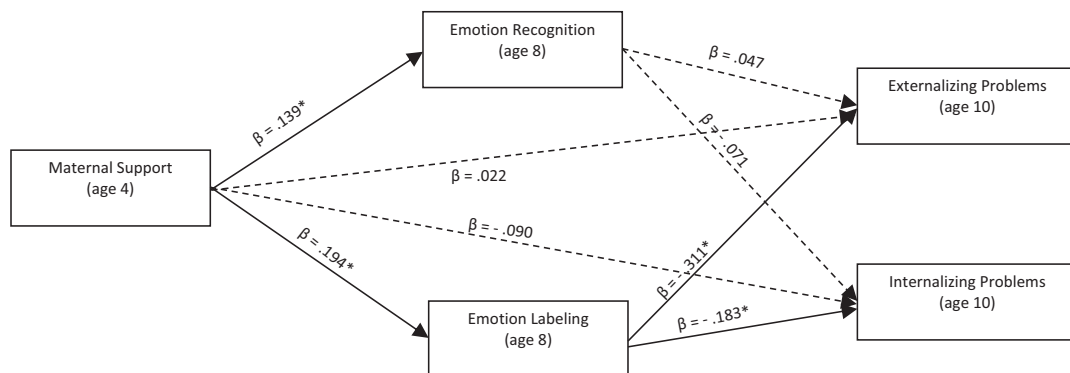 Emotion Recognition
(age 8)
β = .047
Externalizing Problems
(age 10)
β = .139*
β = -.071
Maternal Support
(age 4)
β = .022
β = - .090
β = .194*
β = - .311*
Internalizing Problems
(age 10)
Emotion Labeling
(age 8)
β = - .183*